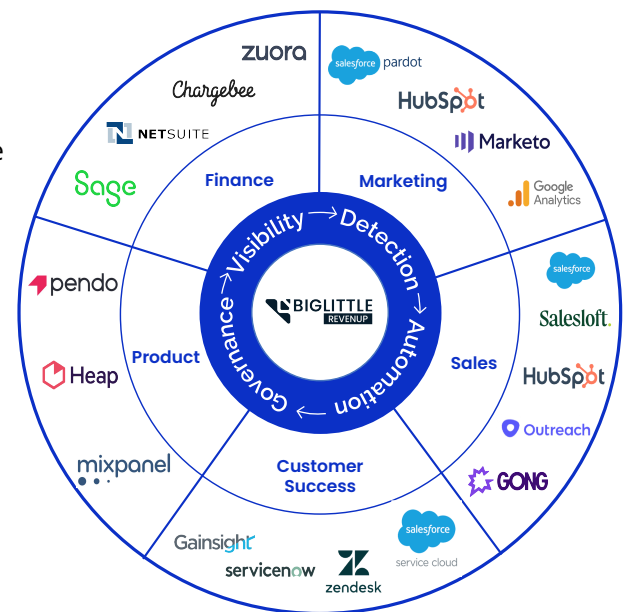 zuora
Chargebee
NETSUITE
Sage
Finance
salesforce pardot
HubSpot
Marketo
Google
Analytics
Marketing
e
salesforce
Salesloft.
HubSpot
Outreach
GONG
Sales
Customer
Success
Gainsight
servicenow
zendesk
salesforce
service cloud
Product
pendo
Heap
mixpanel
Visibility → Detection → Automation → Governance →
BIGLITTLE
REVENUP